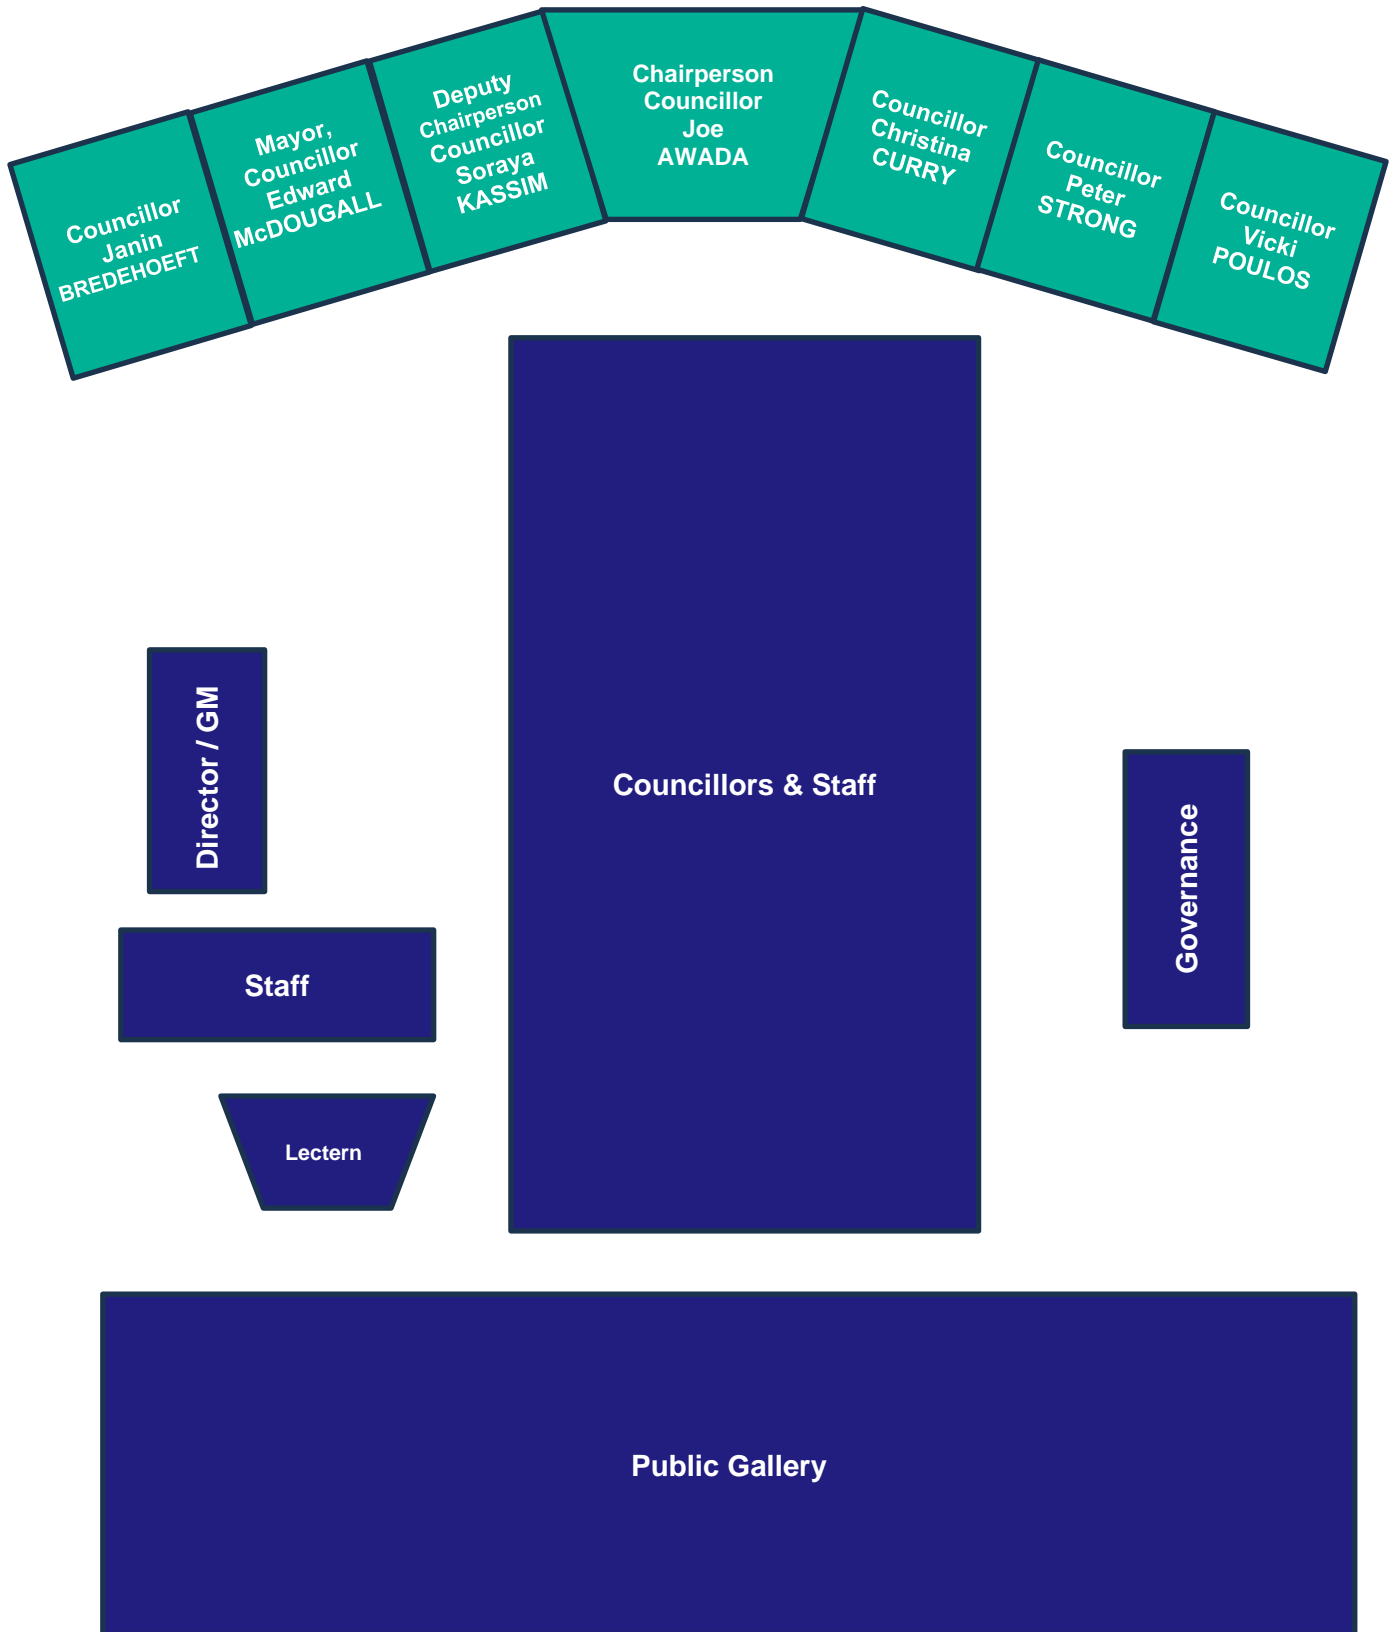 Councillor
Janin
BREDEHOEFT
Mayor,
Councillor
Edward
McDOUGALL
Deputy
Chairperson
Councillor
Soraya
KASSIM
Chairperson
Councillor
Joe
AWADA
Councillor
Christina
CURRY
Councillor
Peter
STRONG
Councillor
Vicki
POULOS
Director / GM
Councillors & Staff
Governance
Staff
Lectern
Public Gallery